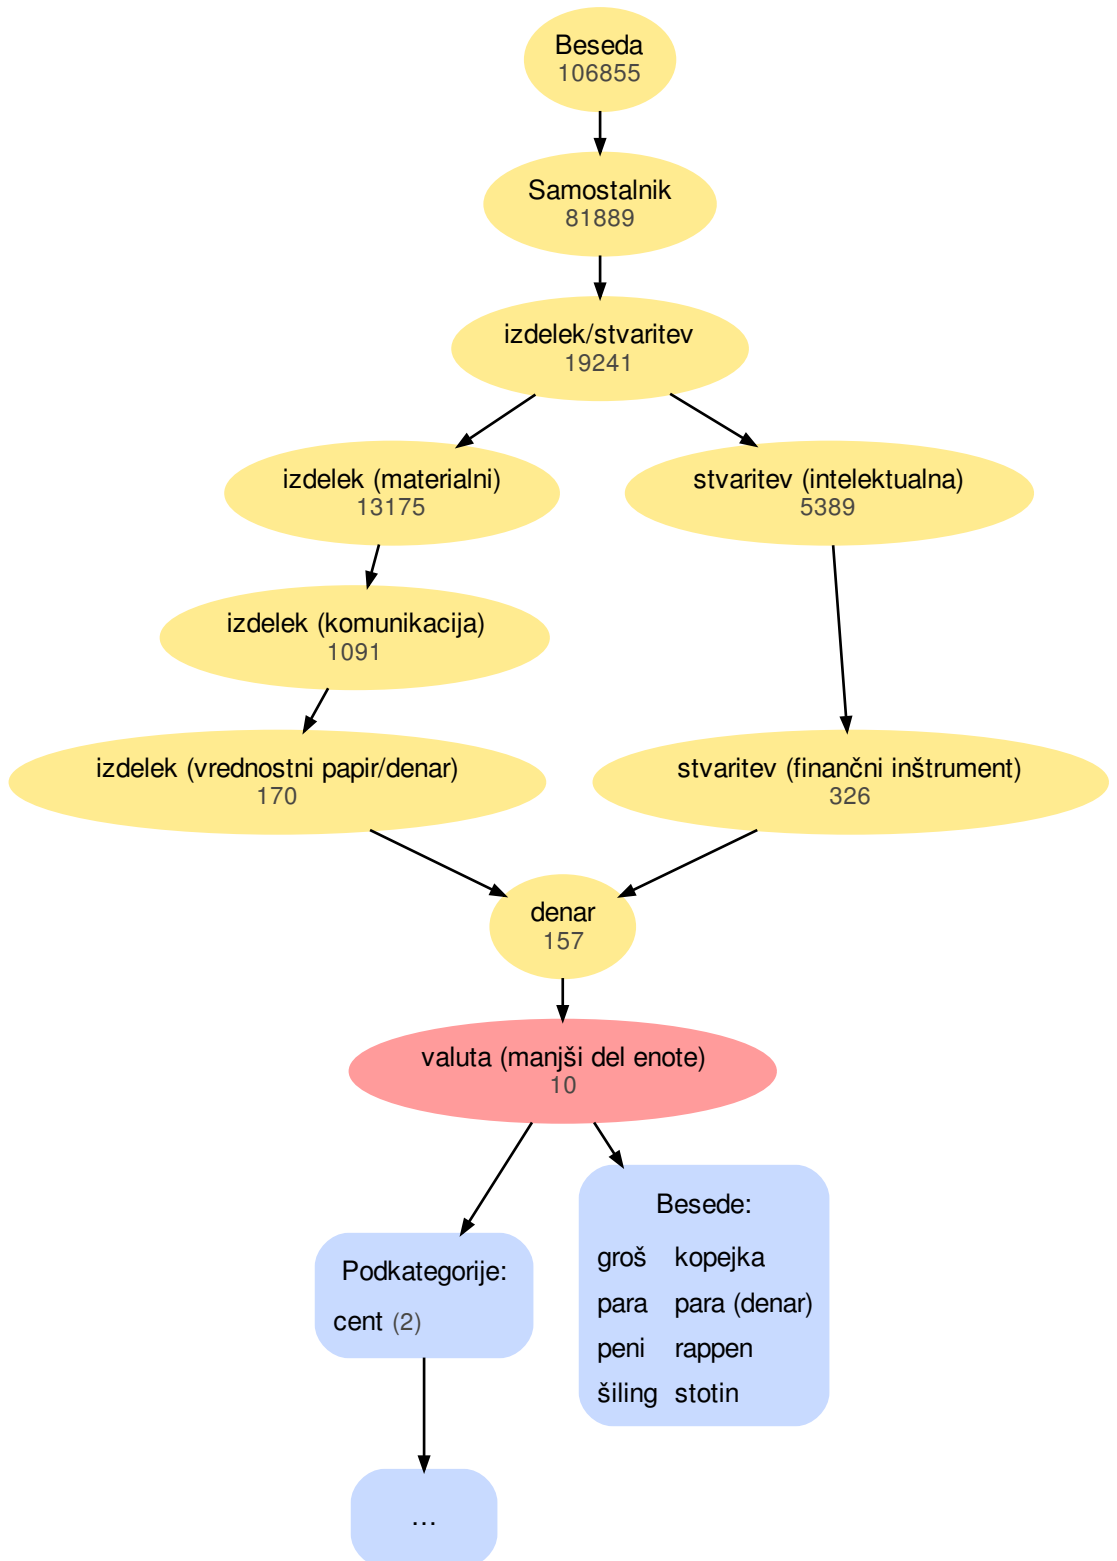 Beseda
106855
Samostalnik
81889
izdelek/stvaritev
19241
izdelek (materialni)
13175
stvaritev (intelektualna)
5389
izdelek (komunikacija)
1091
izdelek (vrednostni papir/denar)
170
stvaritev (finančni inštrument)
326
denar
157
valuta (manjši del enote)
10
Podkategorije:
cent (2)
Besede:
groš kopejka
para para (denar)
peni rappen
šiling stotin
...